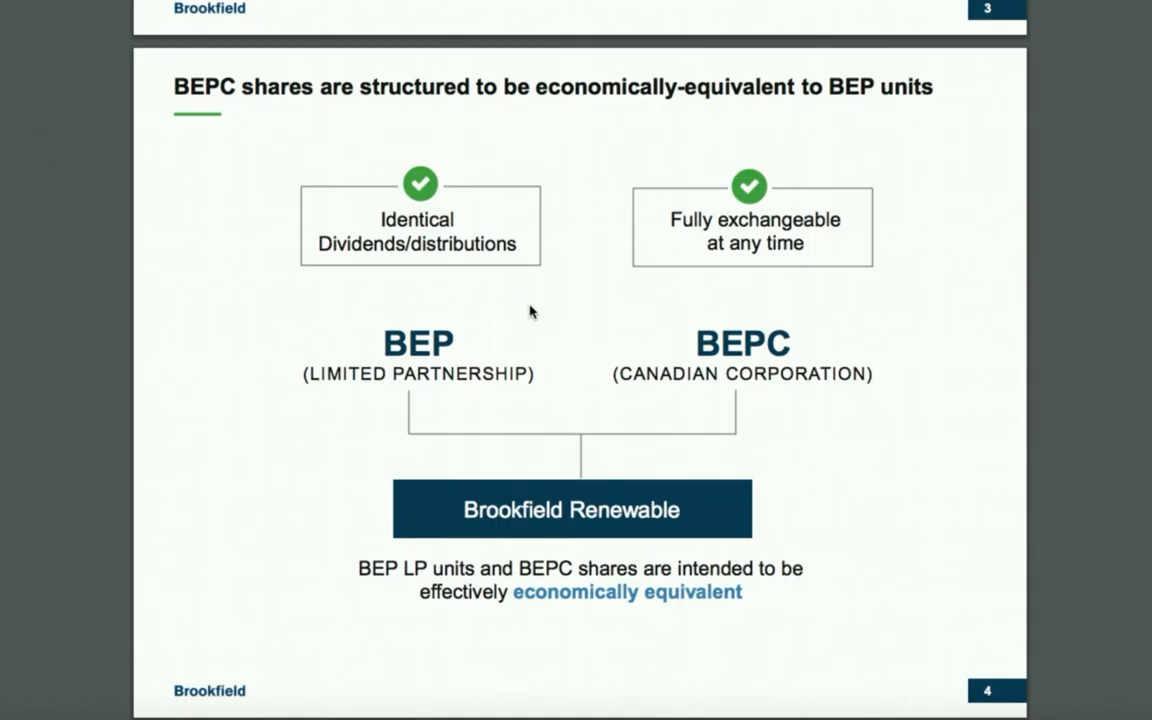 Brookfield
3
BEPC shares are structured to be economically-equivalent to BEP units
Identical
Dividends/distributions
Fully exchangeable
at any time
BEP
(LIMITED PARTNERSHIP)
BEPC
(CANADIAN CORPORATION)
Brookfield Renewable
BEP LP units and BEPC shares are intended to be
effectively economically equivalent
Brookfield
4